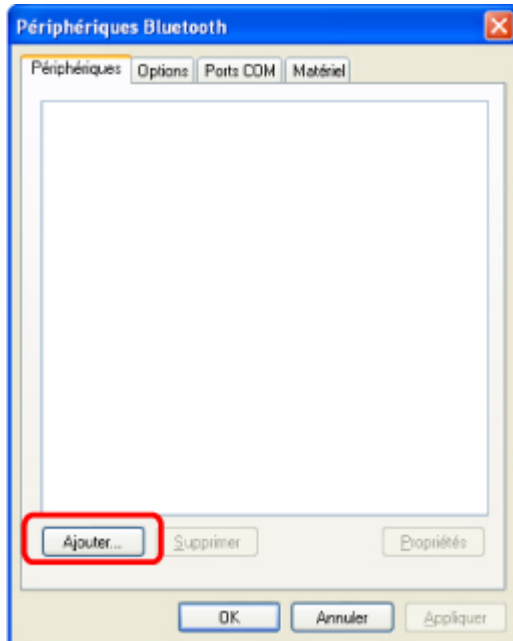 Périphériques Bluetooth
Périphériques Options Ports COM Matériel
Ajouter... Supprimer Propriétés
OK Annuler Appliquer